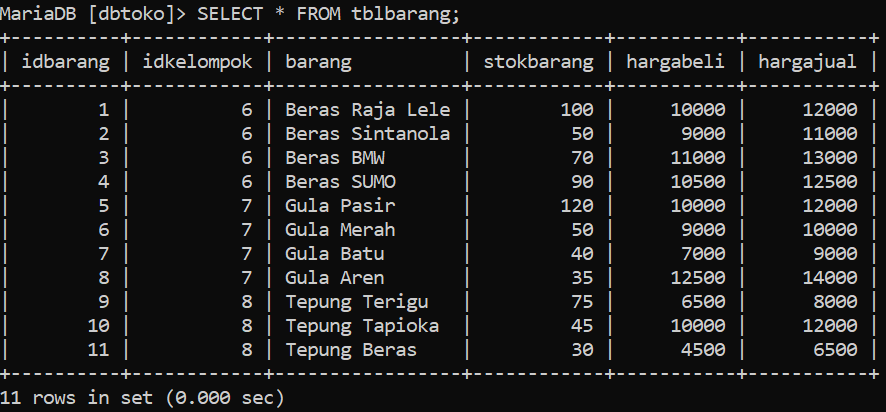 MariaDB [dbtoko]> SELECT * FROM tblbarang;
+----------+------------+-----------------+------------+-----------+-----------+
| idbarang | idkelompok | barang          | stokbarang | hargabeli | hargajual |
+----------+------------+-----------------+------------+-----------+-----------+
|        1 |          6 | Beras Raja Lele |        100 |     10000 |     12000 |
|        2 |          6 | Beras Sintanola |         50 |      9000 |     11000 |
|        3 |          6 | Beras BMW       |         70 |     11000 |     13000 |
|        4 |          6 | Beras SUMO      |         90 |     10500 |     12500 |
|        5 |          7 | Gula Pasir      |        120 |     10000 |     12000 |
|        6 |          7 | Gula Merah      |         50 |      9000 |     10000 |
|        7 |          7 | Gula Batu       |         40 |      7000 |      9000 |
|        8 |          7 | Gula Aren       |         35 |     12500 |     14000 |
|        9 |          8 | Tepung Terigu   |         75 |      6500 |      8000 |
|       10 |          8 | Tepung Tapioka  |         45 |     10000 |     12000 |
|       11 |          8 | Tepung Beras    |         30 |      4500 |      6500 |
+----------+------------+-----------------+------------+-----------+-----------+
11 rows in set (0.000 sec)